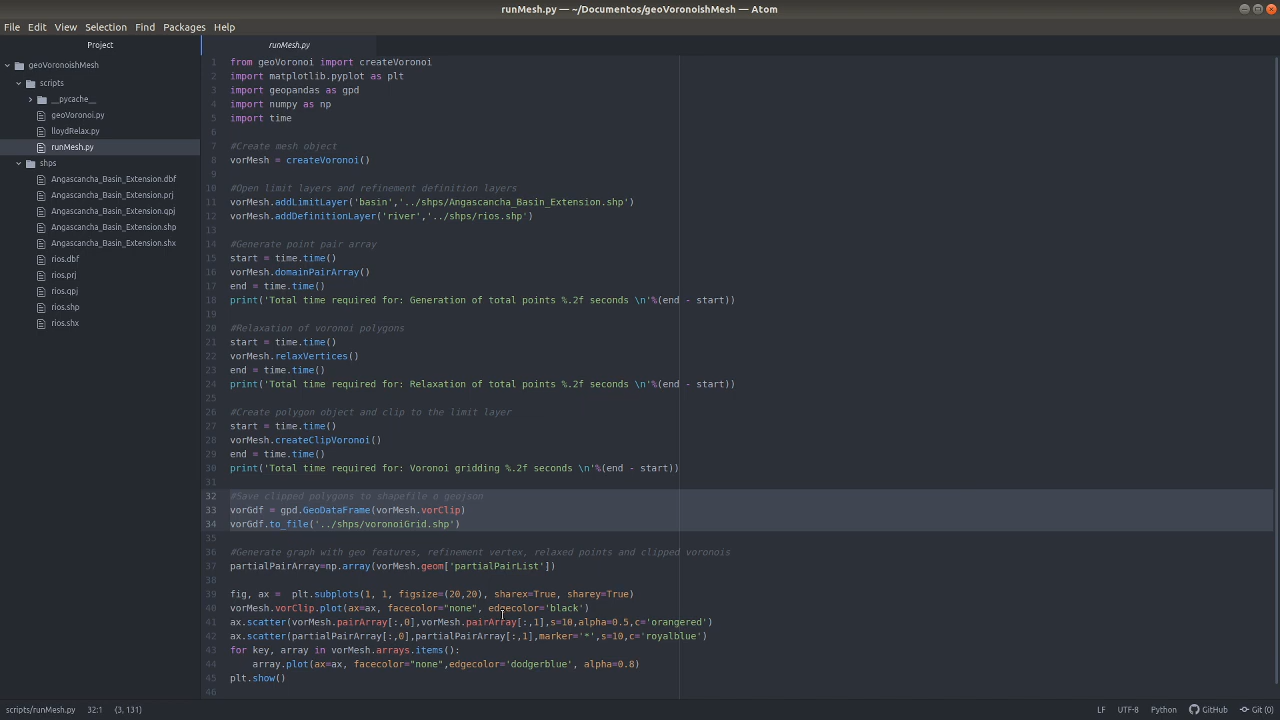 runMesh.py — ~/Documentos/geoVoronoIshMesh — Atom
File Edit View Selection Find Packages Help
Project
runMesh.py
geoVoronoishMesh
scripts
__pycache__
geoVoronoi.py
lloydRelax.py
runMesh.py
shps
Angascancha_Basin_Extension.dbf
Angascancha_Basin_Extension.prj
Angascancha_Basin_Extension.qpj
Angascancha_Basin_Extension.shp
Angascancha_Basin_Extension.shx
rios.dbf
rios.prj
rios.qpj
rios.shp
rios.shx
1 from geoVoronoi import createVoronoi
2 import matplotlib.pyplot as plt
3 import geopandas as gpd
4 import numpy as np
5 import time
6
7 #Create mesh object
8 vorMesh = createVoronoi()
9
10 #Open limit layers and refinement definition layers
11 vorMesh.addLimitLayer('basin','../shps/Angascancha_Basin_Extension.shp')
12 vorMesh.addDefinitionLayer('river','../shps/rios.shp')
13
14 #Generate point pair array
15 start = time.time()
16 vorMesh.domainPairArray()
17 end = time.time()
18 print('Total time required for: Generation of total points %.2f seconds \n'%(end - start))
19
20 #Relaxation of voronoi polygons
21 start = time.time()
22 vorMesh.relaxVertices()
23 end = time.time()
24 print('Total time required for: Relaxation of total points %.2f seconds \n'%(end - start))
25
26 #Create polygon object and clip to the limit layer
27 start = time.time()
28 vorMesh.createClipVoronoi()
29 end = time.time()
30 print('Total time required for: Voronoi gridding %.2f seconds \n'%(end - start))
31
32 #Save clipped polygons to shapefile o geojson
33 vorGdf = gpd.GeoDataFrame(vorMesh.vorClip)
34 vorGdf.to_file('../shps/voronoiGrid.shp')
35
36 #Generate graph with geo features, refinement vertex, relaxed points and clipped voronois
37 partialPairArray=np.array(vorMesh.geom['partialPairList'])
38
39 fig, ax =  plt.subplots(1, 1, figsize=(20,20), sharex=True, sharey=True)
40 vorMesh.vorClip.plot(ax=ax, facecolor="none", edgecolor='black')
41 ax.scatter(vorMesh.pairArray[:,0],vorMesh.pairArray[:,1],s=10,alpha=0.5,c='orangered')
42 ax.scatter(partialPairArray[:,0],partialPairArray[:,1],marker='*',s=10,c='royalblue')
43 for key, array in vorMesh.arrays.items():
44     array.plot(ax=ax, facecolor="none",edgecolor='dodgerblue', alpha=0.8)
45 plt.show()
46
scripts/runMesh.py 32:1 (3, 131) LF UTF-8 Python GitHub Git (0)